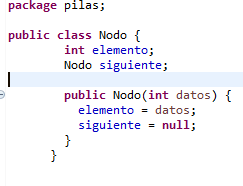 package pilas;
public class Nodo {
int elemento;
Nodo siguiente;
public Nodo(int datos) {
elemento = datos;
siguiente = null;
}
}